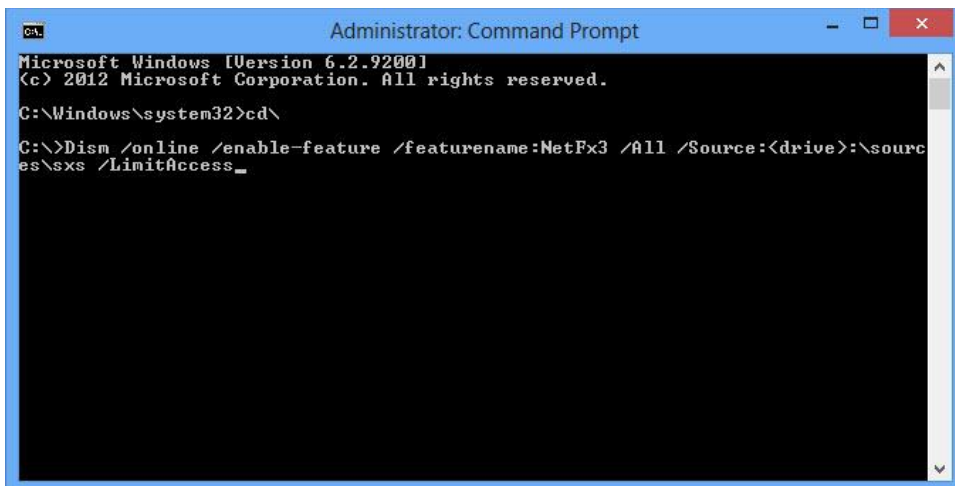 Administrator: Command Prompt
Microsoft Windows [Version 6.2.9200]
(c) 2012 Microsoft Corporation. All rights reserved.
C:\Windows\system32>cd\
C:\>Dism /online /enable-feature /featurename:NetFx3 /All /Source:<drive>:\sourc
es\sxs /LimitAccess_